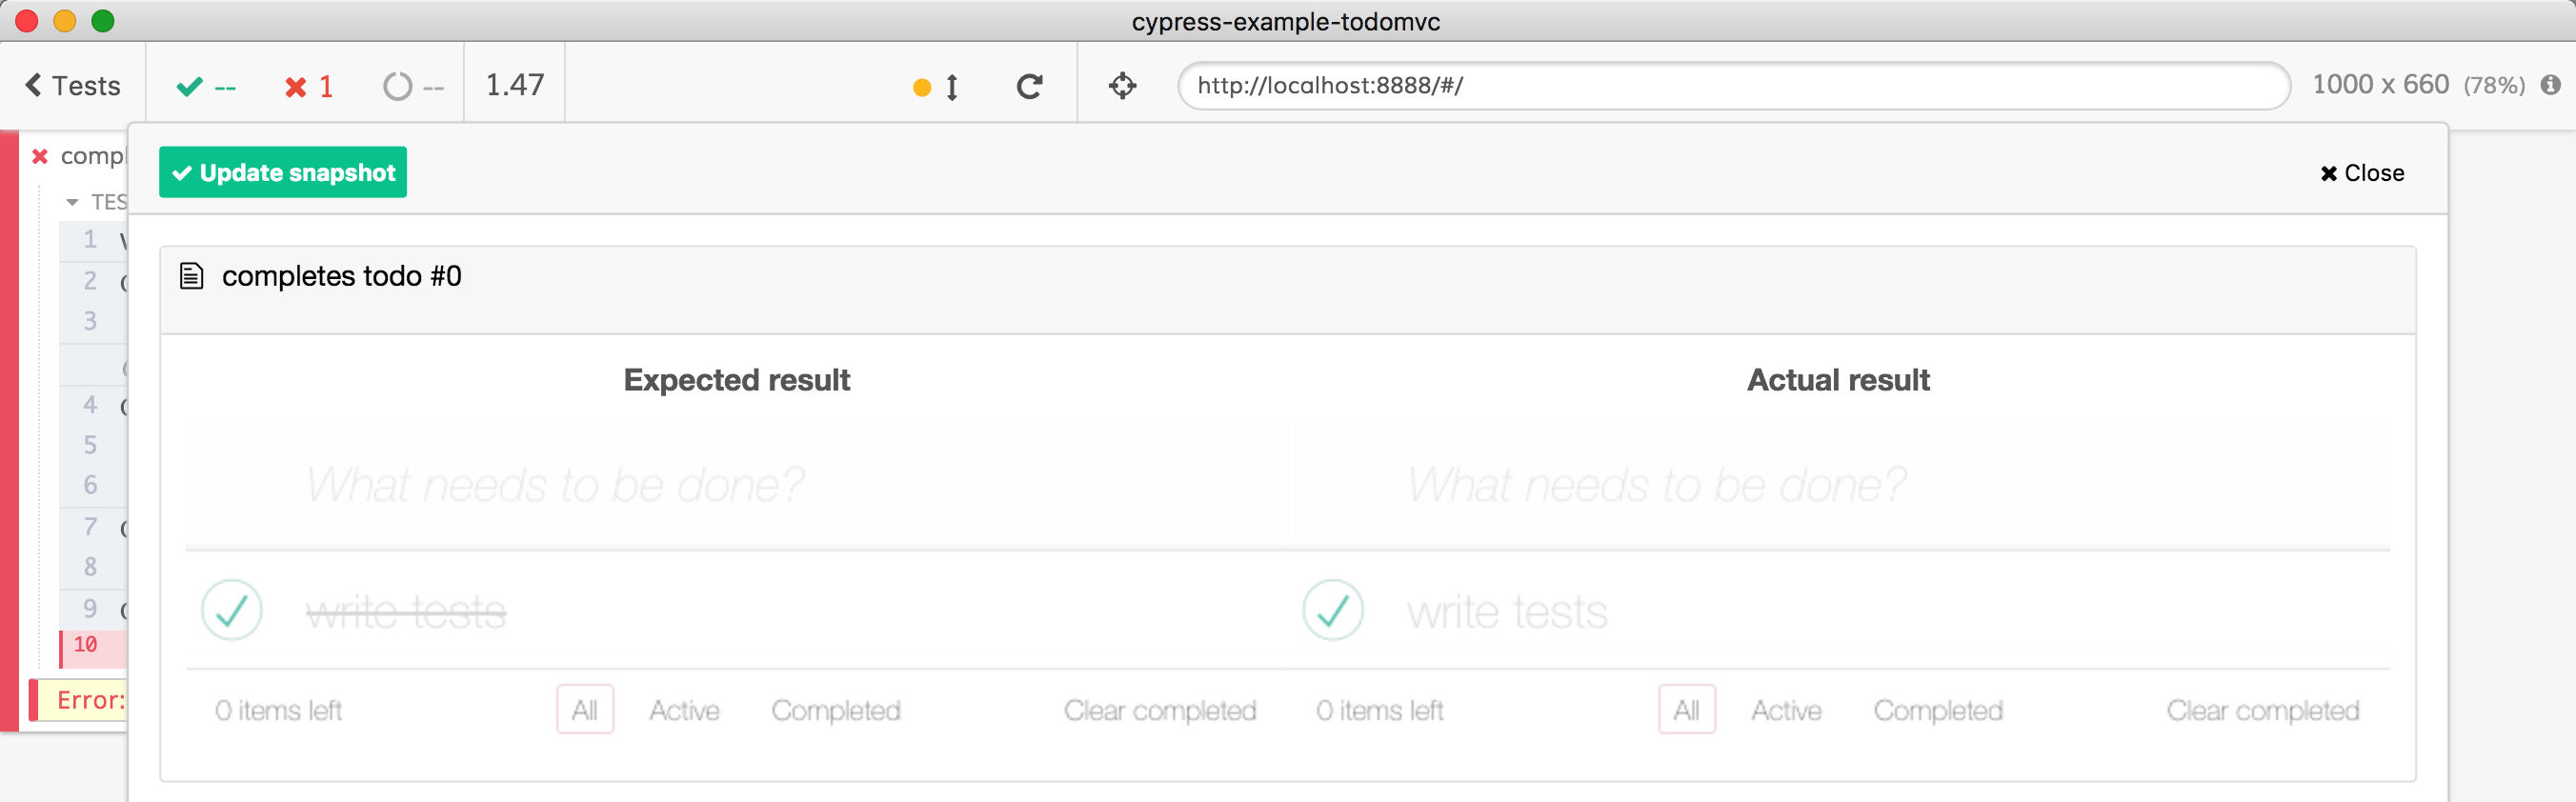 cypress-example-todomvc
Tests -- 1 -- 1.47 http://localhost:8888/#/ 1000 x 660 (78%)
Update snapshot Close
completes todo #0
1
2
3
4
5
6
7
8
9
10
Error:
Expected result Actual result
What needs to be done? What needs to be done?
write tests write tests
0 items left All Active Completed Clear completed 0 items left All Active Completed Clear completed